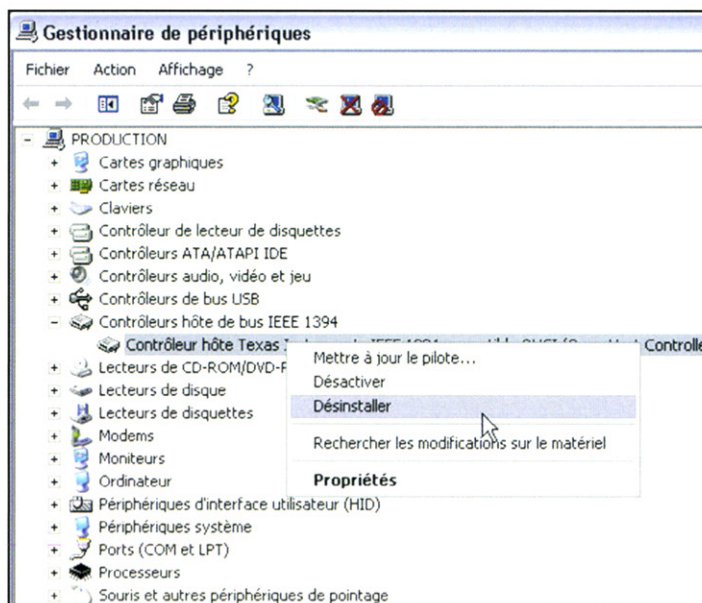 Gestionnaire de périphériques
Fichier Action Affichage ?
PRODUCTION
Cartes graphiques
Cartes réseau
Claviers
Contrôleur de lecteur de disquettes
Contrôleurs ATA/ATAPI IDE
Contrôleurs audio, vidéo et jeu
Contrôleurs de bus USB
Contrôleurs hôte de bus IEEE 1394
Contrôleur hôte Texas
Lecteurs de CD-ROM/DVD-
Lecteurs de disque
Lecteurs de disquettes
Modems
Moniteurs
Ordinateur
Périphériques d'interface utilisateur (HID)
Périphériques système
Ports (COM et LPT)
Processeurs
Souris et autres périphériques de pointage
Mettre à jour le pilote...
Désactiver
Désinstaller
Rechercher les modifications sur le matériel
Propriétés